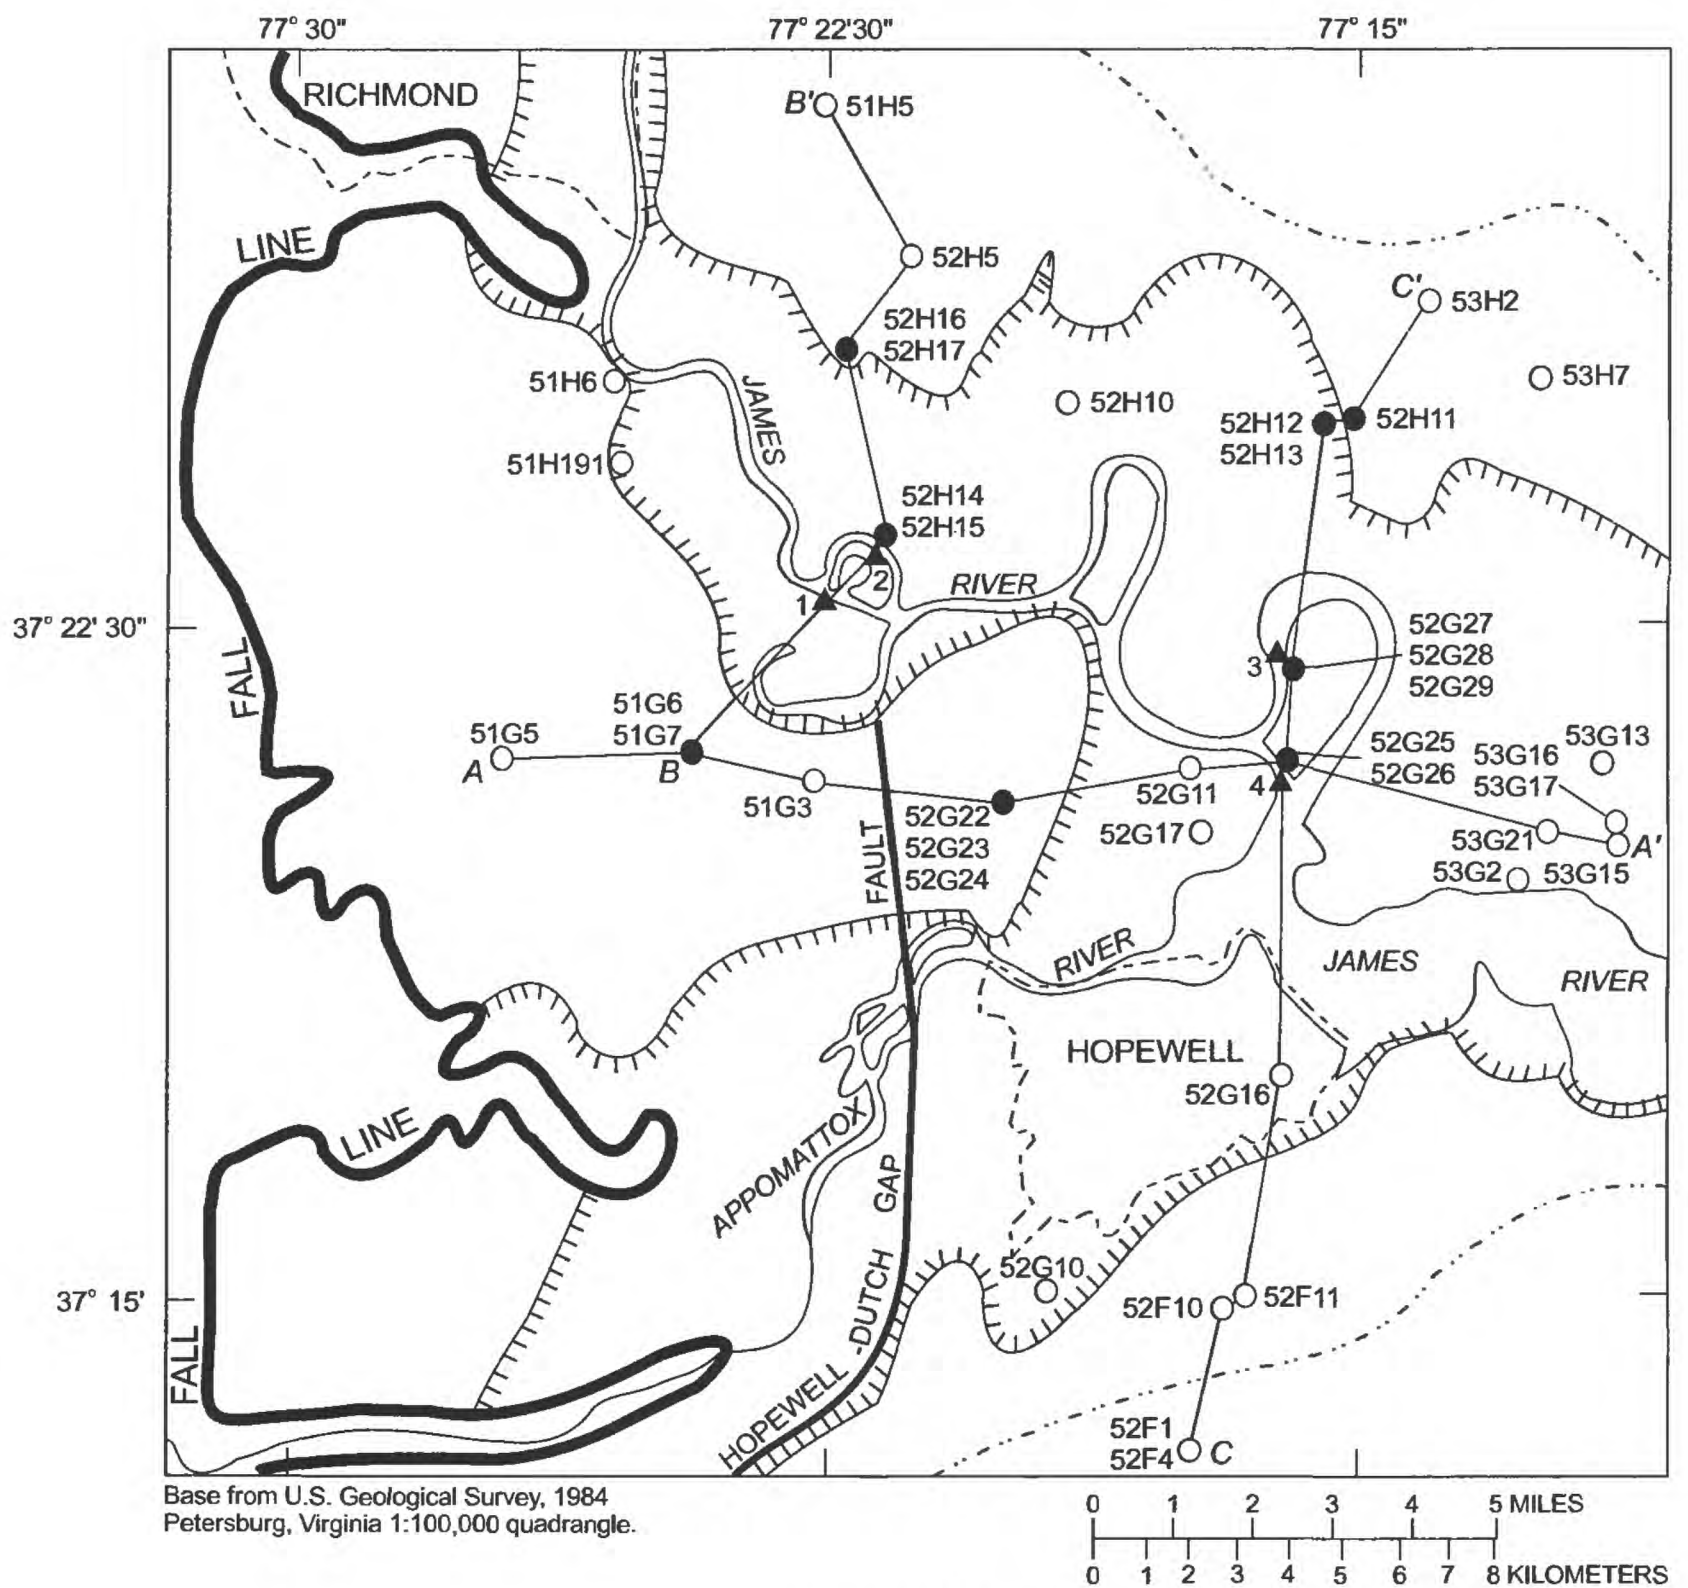 77° 30" 77° 22'30" 77° 15"
RICHMOND
B' 51H5
LINE
52H5
C' 53H2
52H16
52H17
51H6
53H7
JAMES
52H10
52H12 52H11
52H13
51H191
52H14
52H15
2
RIVER
1
37° 22' 30"
52G27
3 52G28
52G29
FALL
51G6
51G5 51G7
A B
52G25 53G16 53G13
52G26 53G17
51G3
52G11 4
52G22
52G23
52G24
52G17
53G21 A'
53G2 53G15
FAULT
RIVER
JAMES
RIVER
HOPEWELL
52G16
LINE
APPOMATTOX
GAP
52G10
37° 15'
52F10 52F11
-DUTCH
FALL
HOPEWELL
52F1
52F4 C
Base from U.S. Geological Survey, 1984
Petersburg, Virginia 1:100,000 quadrangle.
0 1 2 3 4 5 MILES
0 1 2 3 4 5 6 7 8 KILOMETERS